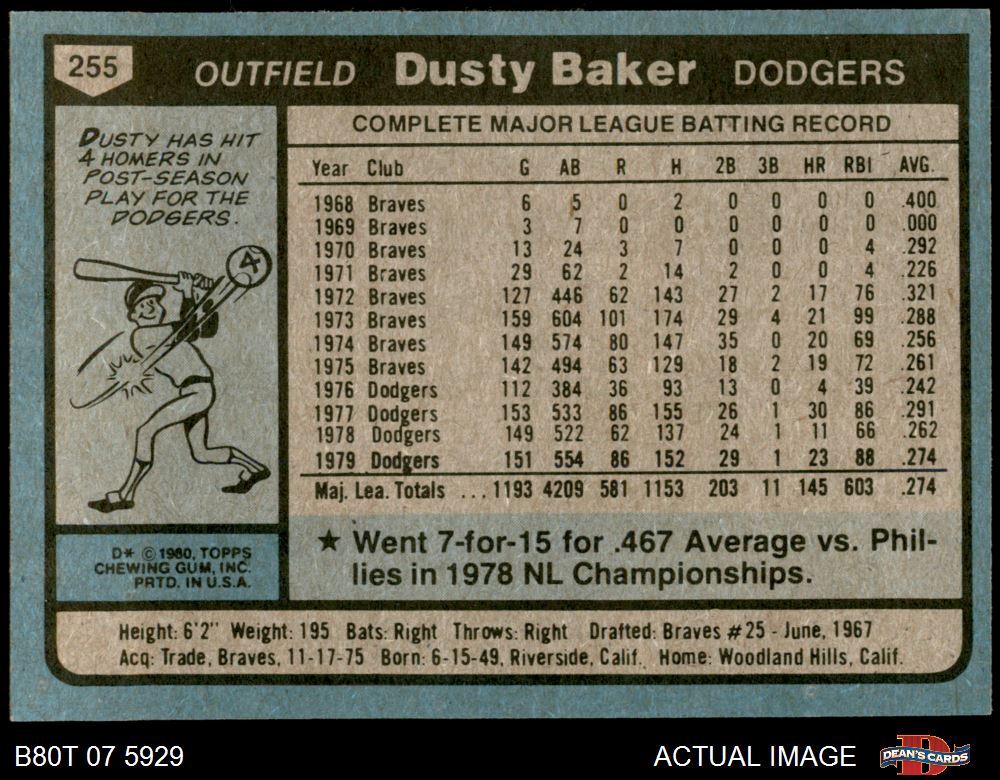 255 OUTFIELD Dusty Baker DODGERS
DUSTY HAS HIT
4 HOMERS IN
POST-SEASON
PLAY FOR THE
DODGERS.
4
D* © 1980, TOPPS
CHEWING GUM, INC.
PRTD. IN U.S.A.
COMPLETE MAJOR LEAGUE BATTING RECORD
Year Club G AB R H 2B 3B HR RBI AVG.
1968 Braves 6 5 0 2 0 0 0 0 .400
1969 Braves 3 7 0 0 0 0 0 0 .000
1970 Braves 13 24 3 7 0 0 0 4 .292
1971 Braves 29 62 2 14 2 0 0 4 .226
1972 Braves 127 446 62 143 27 2 17 76 .321
1973 Braves 159 604 101 174 29 4 21 99 .288
1974 Braves 149 574 80 147 35 0 20 69 .256
1975 Braves 142 494 63 129 18 2 19 72 .261
1976 Dodgers 112 384 36 93 13 0 4 39 .242
1977 Dodgers 153 533 86 155 26 1 30 86 .291
1978 Dodgers 149 522 62 137 24 1 11 66 .262
1979 Dodgers 151 554 86 152 29 1 23 88 .274
Maj. Lea. Totals ... 1193 4209 581 1153 203 11 145 603 .274
★ Went 7-for-15 for .467 Average vs. Phil-
lies in 1978 NL Championships.
Height: 6'2" Weight: 195 Bats: Right Throws: Right Drafted: Braves #25 - June, 1967
Acq: Trade, Braves, 11-17-75 Born: 6-15-49, Riverside, Calif. Home: Woodland Hills, Calif.
B80T 07 5929 ACTUAL IMAGE D DEAN'S CARDS